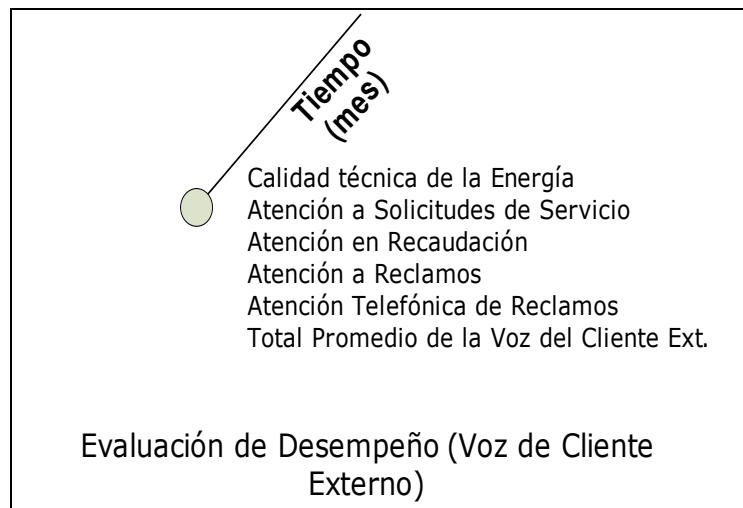 Tiempo
(mes)
Calidad técnica de la Energía
Atención a Solicitudes de Servicio
Atención en Recaudación
Atención a Reclamos
Atención Telefónica de Reclamos
Total Promedio de la Voz del Cliente Ext.
Evaluación de Desempeño (Voz de Cliente
Externo)